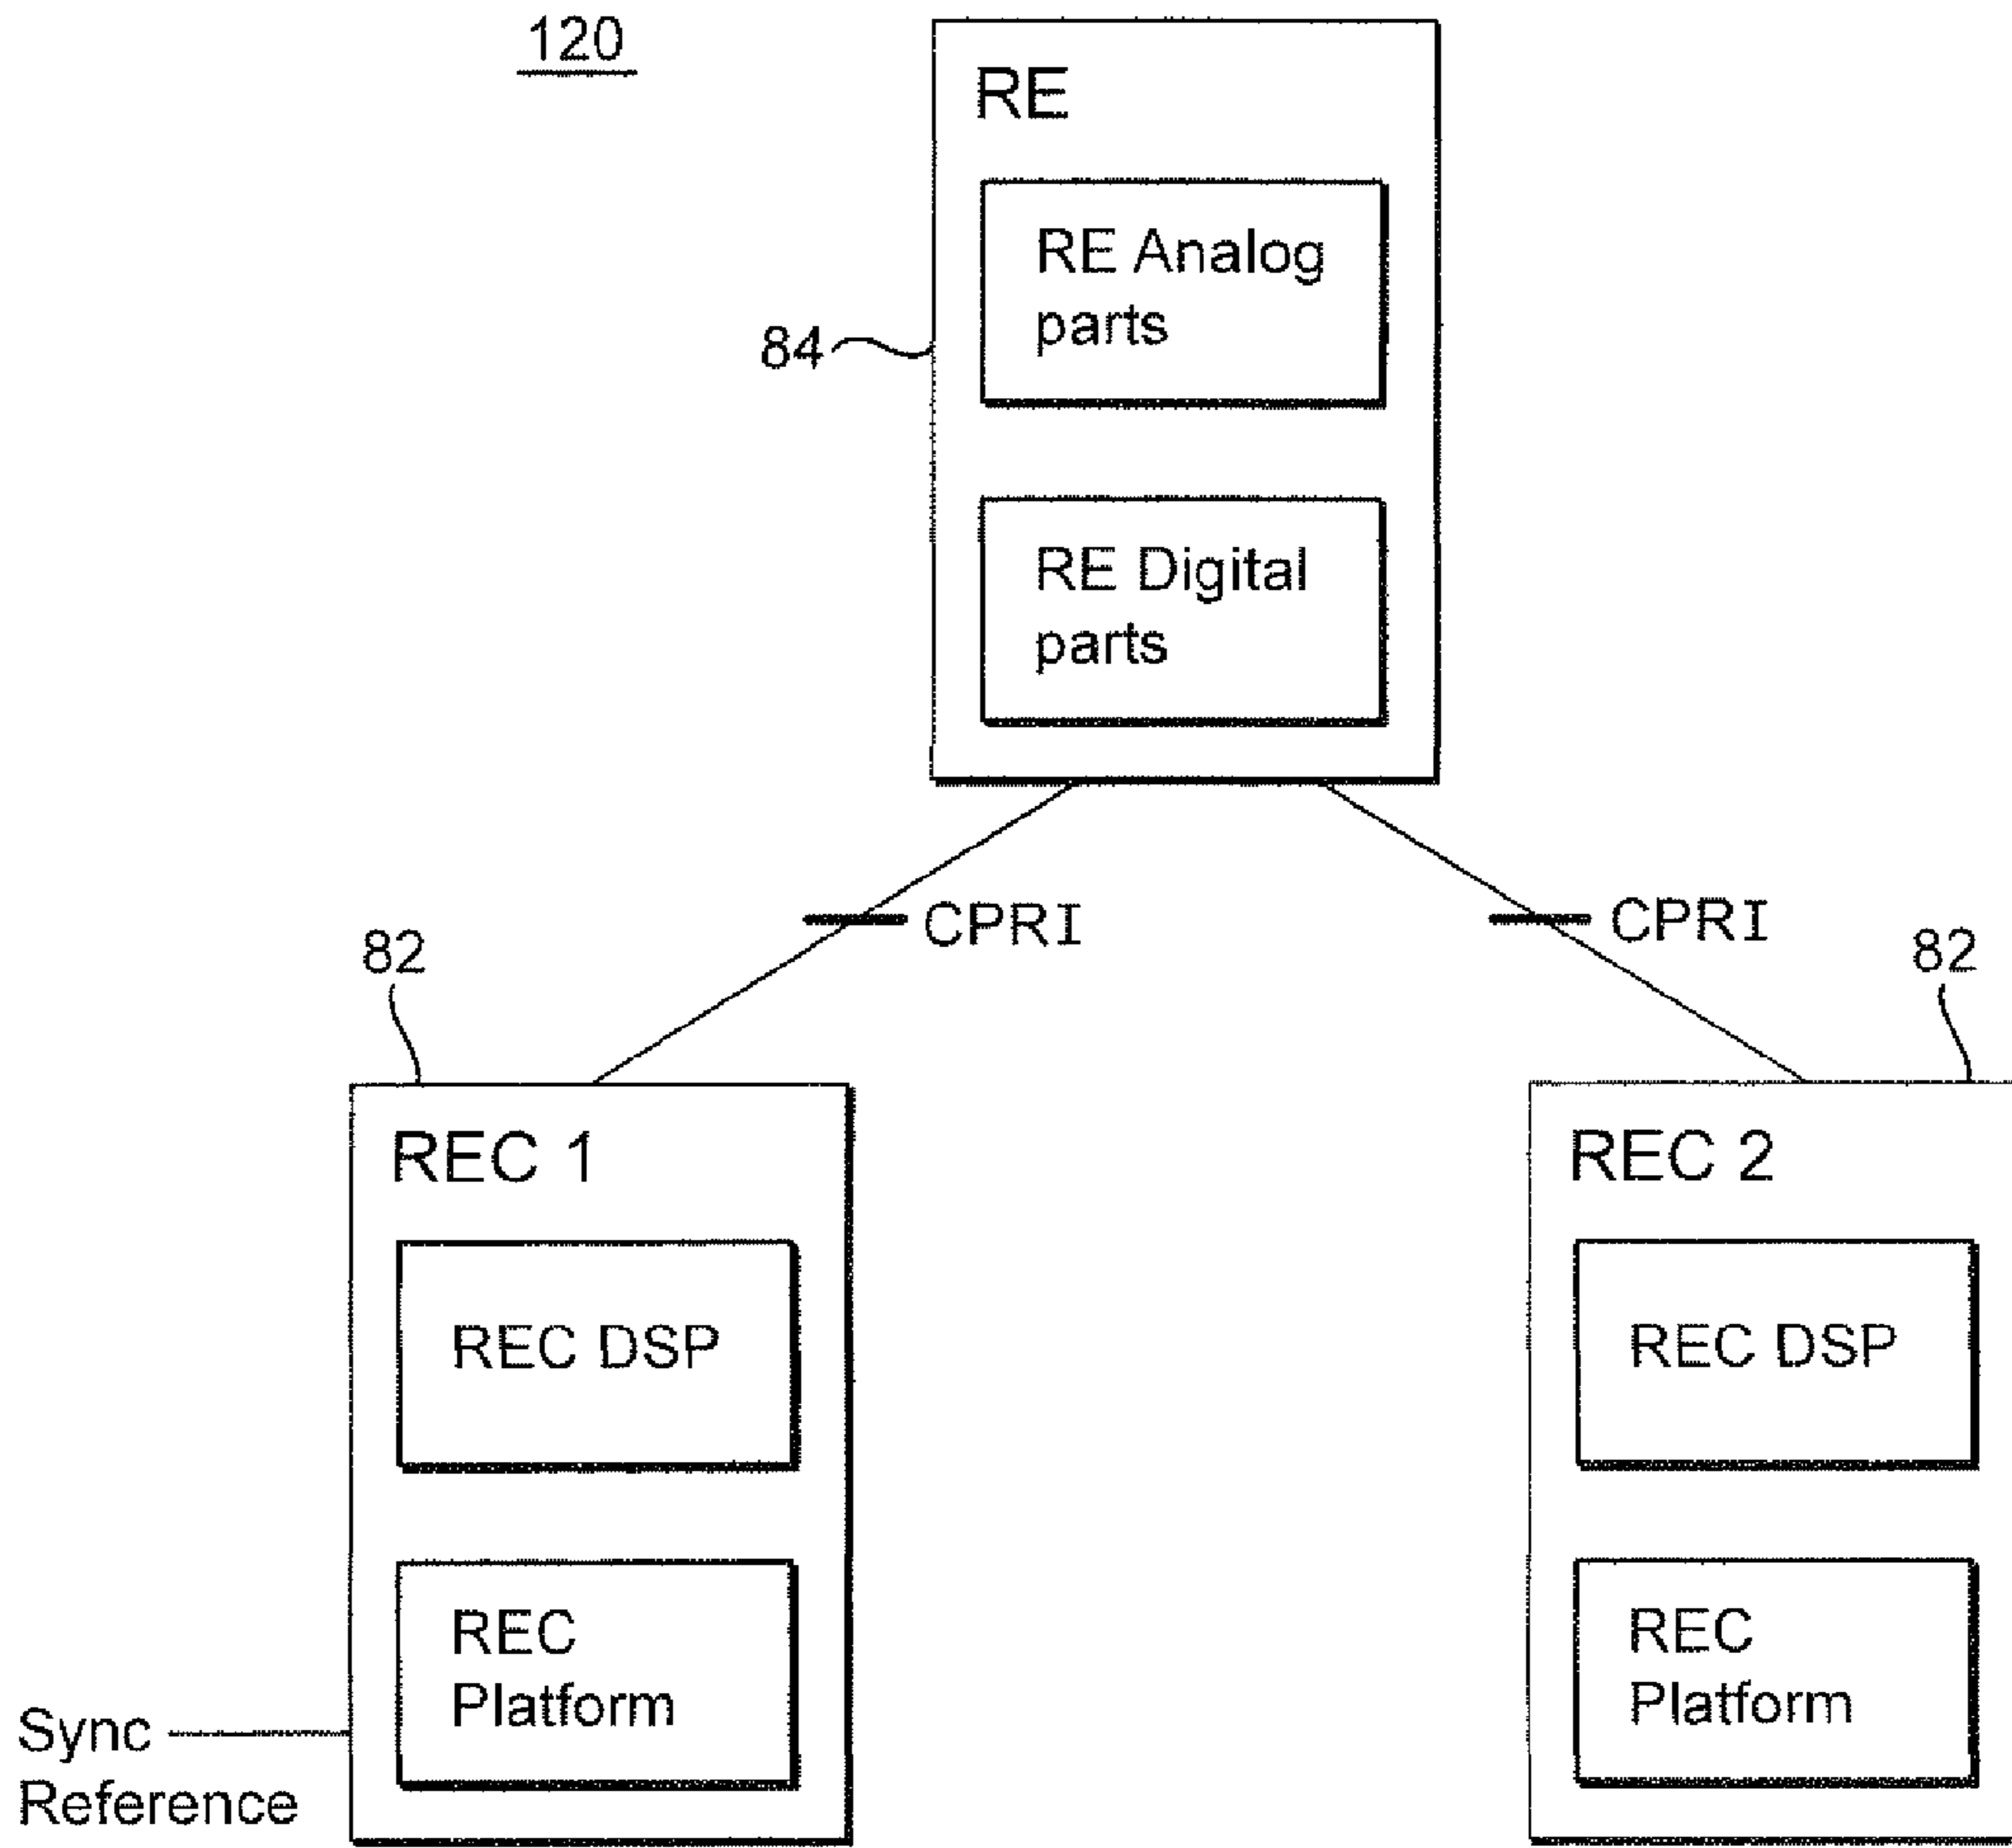 120
RE
RE Analog
parts
84
RE Digital
parts
CPRI
CPRI
82
82
REC 1
REC 2
REC DSP
REC DSP
REC
Platform
REC
Platform
Sync
Reference